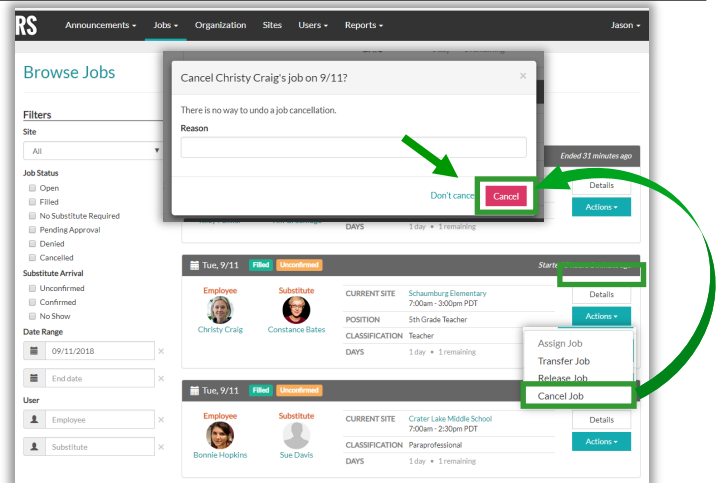 RS Announcements Jobs Organization Sites Users Reports Jason
Browse Jobs
Filters
Site
All
Job Status
Open
Filled
No Substitute Required
Pending Approval
Denied
Cancelled
Substitute Arrival
Unconfirmed
Confirmed
No Show
Date Range
09/11/2018
End date
User
Employee
Substitute
Cancel Christy Craig's job on 9/11?
There is no way to undo a job cancellation.
Reason
Don't cance
Cancel
Ended 31 minutes ago
Details
Actions
DAYS 1 day • 1 remaining
Tue, 9/11 Filled Unconfirmed
Employee Substitute
Christy Craig Constance Bates
CURRENT SITE Schaumburg Elementary
7:00am - 3:00pm PDT
POSITION 5th Grade Teacher
CLASSIFICATION Teacher
DAYS 1 day • 1 remaining
Details
Actions
Assign Job
Transfer Job
Release Job
Cancel Job
Tue, 9/11 Filled Unconfirmed
Employee Substitute
Bonnie Hopkins Sue Davis
CURRENT SITE Crater Lake Middle School
7:00am - 2:30pm PDT
CLASSIFICATION Paraprofessional
DAYS 1 day • 1 remaining
Details
Actions